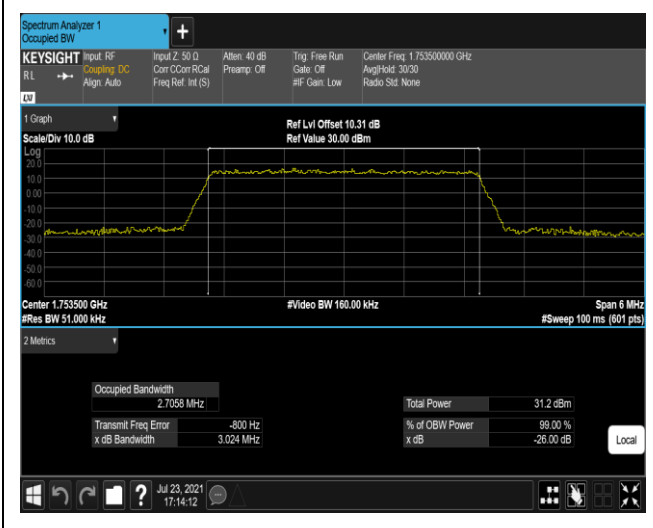 Spectrum Analyzer 1
Occupied BW
+
KEYSIGHT Input: RF Input Z: 50 Ω Atten: 40 dB Trig: Free Run Center Freq: 1.753500000 GHz
RL Coupling: DC Corr CCorr RCal Preamp: Off Gate: Off Avg|Hold: 30/30
Align: Auto Freq Ref: Int (S) #IF Gain: Low Radio Std: None
LXI
1 Graph
Ref Lvl Offset 10.31 dB
Scale/Div 10.0 dB Ref Value 30.00 dBm
Log
20.0
10.0
0.00
-10.0
-20.0
-30.0
-40.0
-50.0
-60.0
Center 1.753500 GHz #Video BW 160.00 kHz Span 6 MHz
#Res BW 51.000 kHz #Sweep 100 ms (601 pts)
2 Metrics
Occupied Bandwidth
2.7058 MHz Total Power 31.2 dBm
Transmit Freq Error -800 Hz % of OBW Power 99.00 %
x dB Bandwidth 3.024 MHz x dB -26.00 dB
Local
? Jul 23, 2021
17:14:12